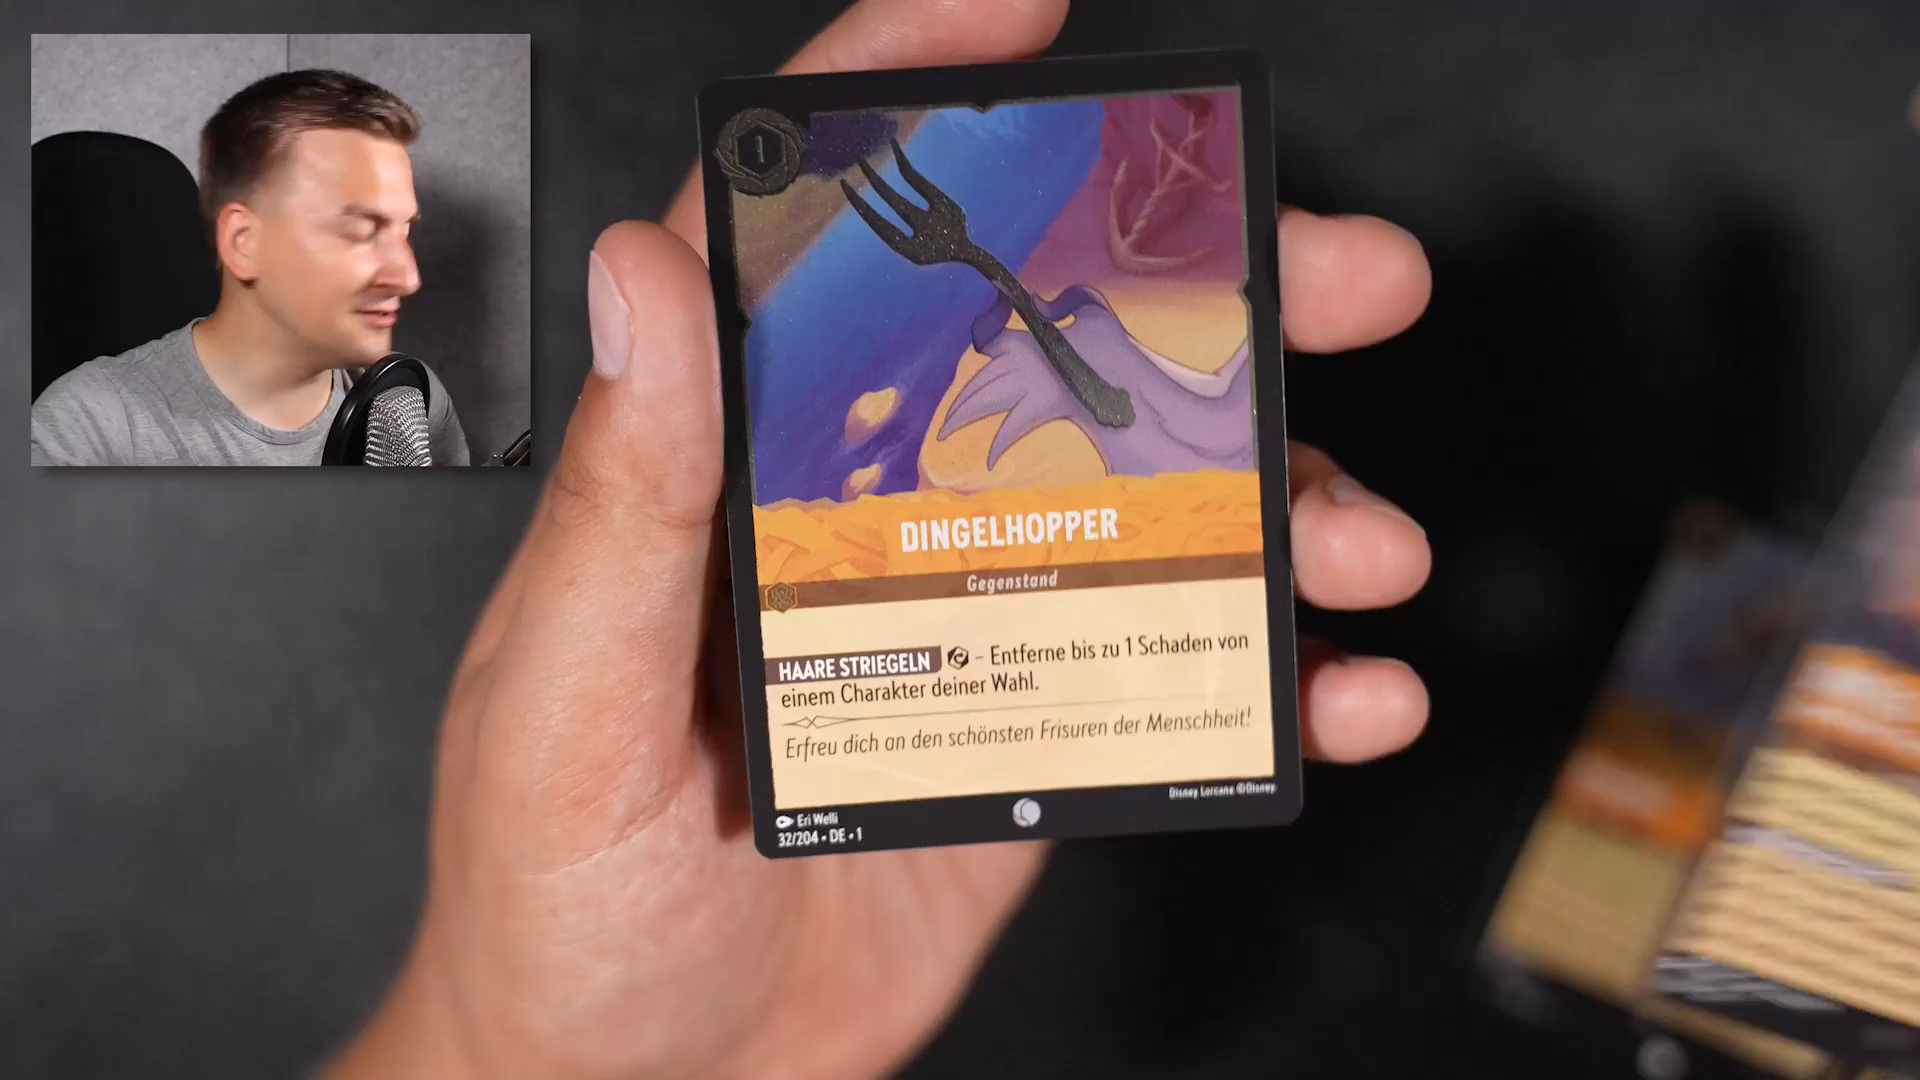 1
DINGELHOPPER
Gegenstand
HAARE STRIEGELN – Entferne bis zu 1 Schaden von
einem Charakter deiner Wahl.
Erfreu dich an den schönsten Frisuren der Menschheit!
Eri Welli
32/204 • DE • 1
Disney Lorcana ©Disney